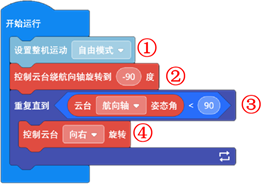 开始运行
设置整机运动 自由模式 ①
控制云台绕航向轴旋转到 -90 度 ②
重复直到 云台 航向轴 姿态角 < 90 ③
控制云台 向右 旋转 ④